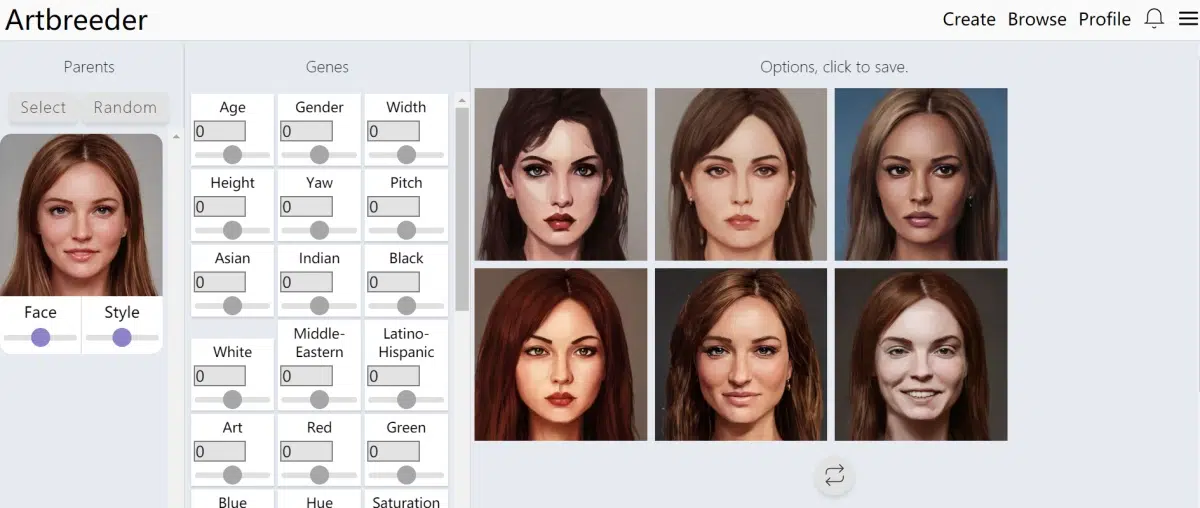 Artbreeder
Create Browse Profile
Parents
Genes
Options, click to save.
Select Random
Face Style
Age Gender Width
0 0 0
Height Yaw Pitch
0 0 0
Asian Indian Black
0 0 0
White Middle-Eastern Latino-Hispanic
0 0 0
Art Red Green
0 0 0
Blue Hue Saturation